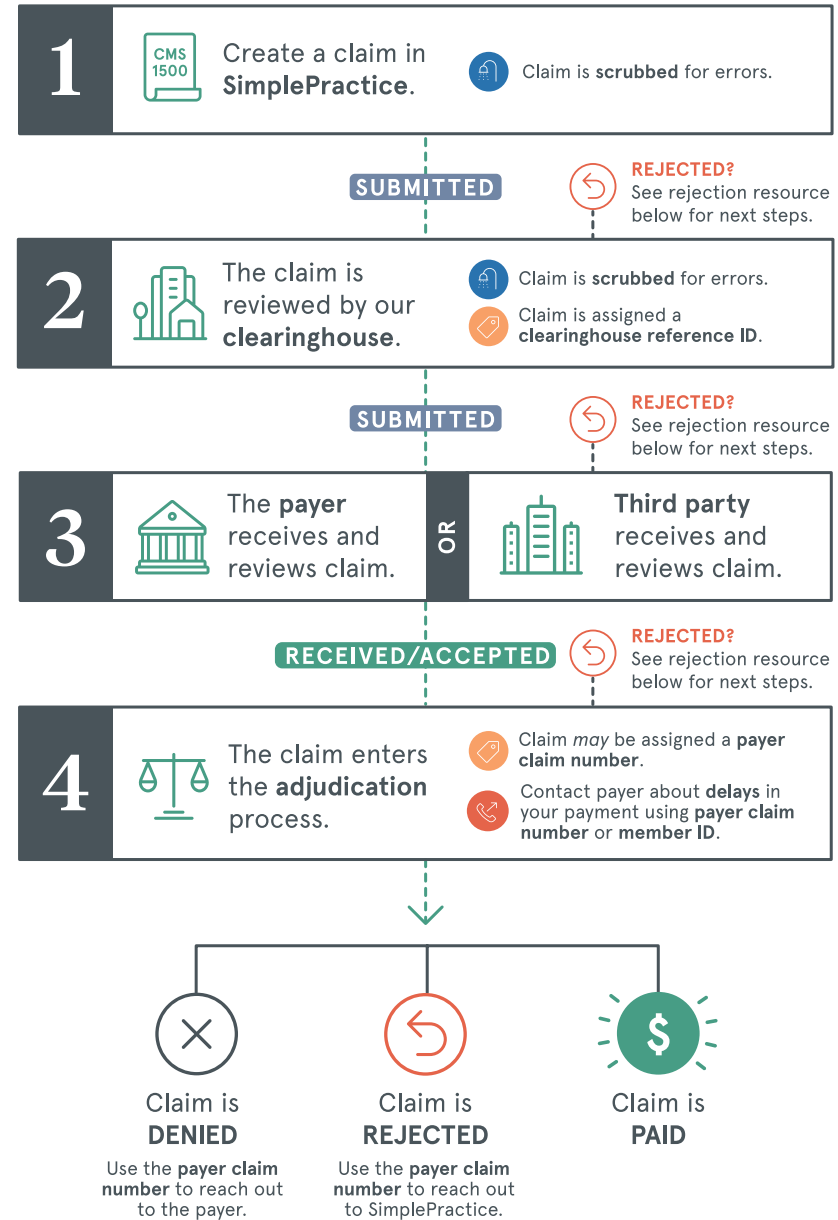 1
CMS
1500
Create a claim in
SimplePractice.
Claim is scrubbed for errors.
SUBMITTED
REJECTED?
See rejection resource
below for next steps.
2
The claim is
reviewed by our
clearinghouse.
Claim is scrubbed for errors.
Claim is assigned a
clearinghouse reference ID.
SUBMITTED
REJECTED?
See rejection resource
below for next steps.
3
The payer
receives and
reviews claim.
OR
Third party
receives and
reviews claim.
RECEIVED/ACCEPTED
REJECTED?
See rejection resource
below for next steps.
4
The claim enters
the adjudication
process.
Claim may be assigned a payer
claim number.
Contact payer about delays in
your payment using payer claim
number or member ID.
Claim is
DENIED
Use the payer claim
number to reach out
to the payer.
Claim is
REJECTED
Use the payer claim
number to reach out
to SimplePractice.
$
Claim is
PAID